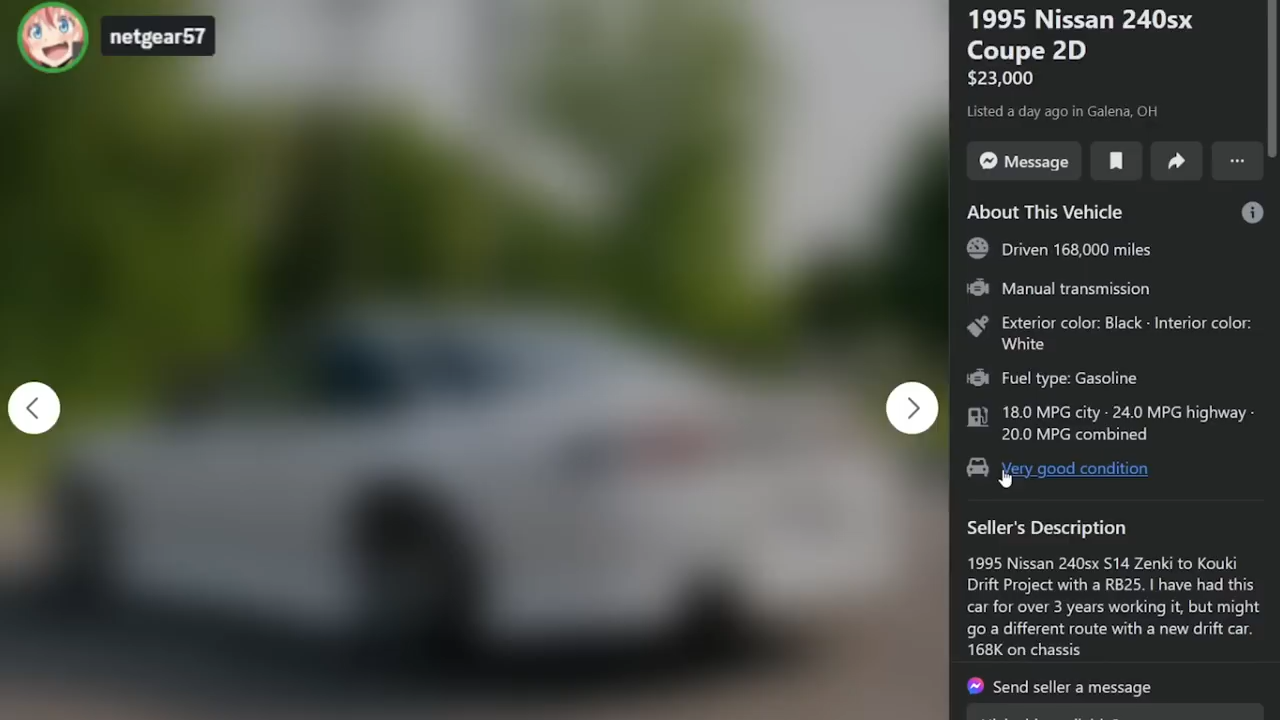 netgear57
1995 Nissan 240sx
Coupe 2D
$23,000
Listed a day ago in Galena, OH
Message
About This Vehicle
Driven 168,000 miles
Manual transmission
Exterior color: Black · Interior color:
White
Fuel type: Gasoline
18.0 MPG city · 24.0 MPG highway ·
20.0 MPG combined
Very good condition
Seller's Description
1995 Nissan 240sx S14 Zenki to Kouki
Drift Project with a RB25. I have had this
car for over 3 years working it, but might
go a different route with a new drift car.
168K on chassis
Send seller a message